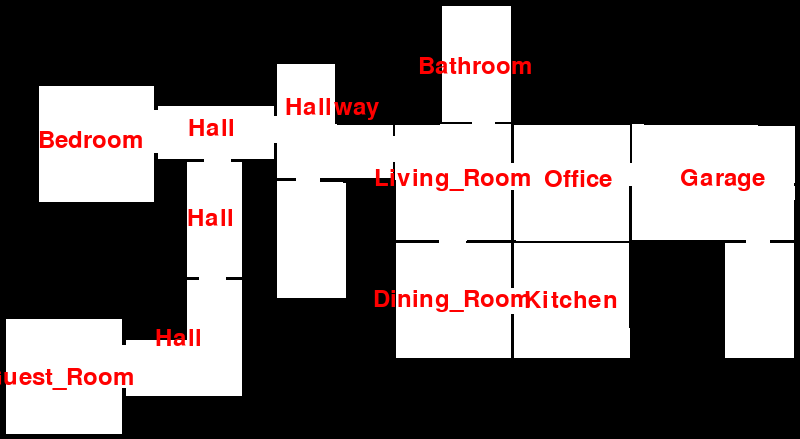 Bathroom
Hallway
Hall
Bedroom
Living_Room
Office
Garage
Hall
Dining_Room
Kitchen
Hall
uest_Room